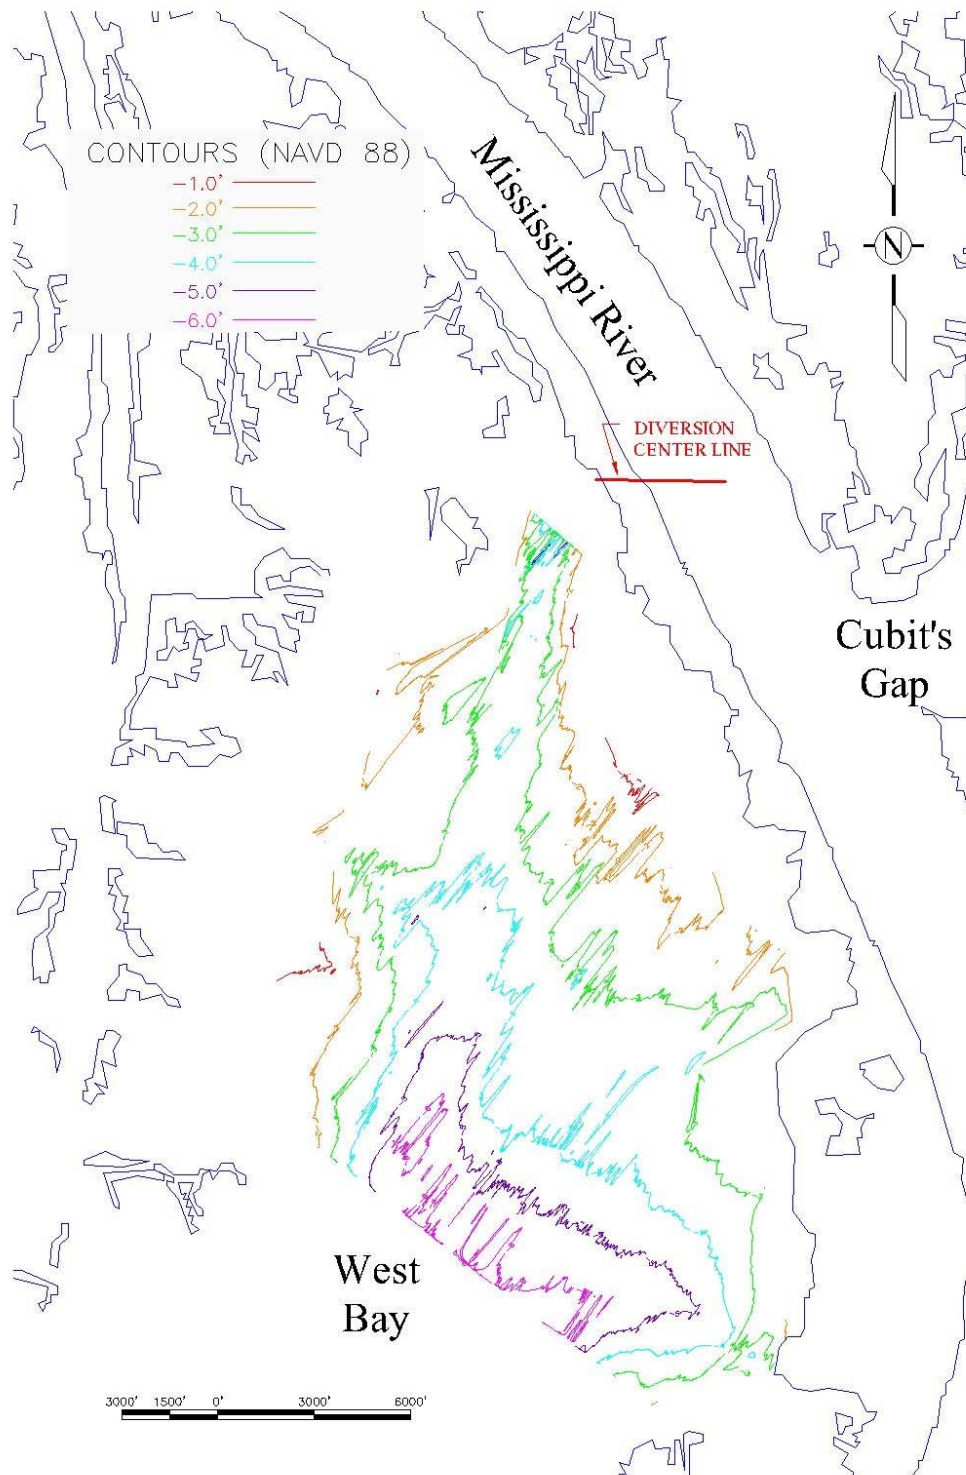 CONTOURS (NAVD 88)
-1.0'
-2.0'
-3.0'
-4.0'
-5.0'
-6.0'
Mississippi River
N
DIVERSION
CENTER LINE
Cubit's
Gap
West
Bay
3000' 1500' 0' 3000' 6000'